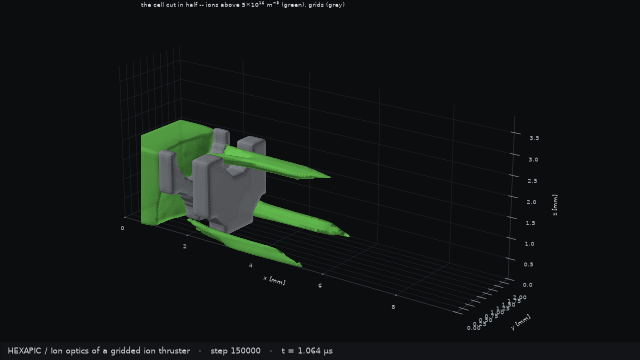 the cell cut in half -- ions above 5×10¹⁶ m⁻³ (green), grids (grey)
3.5
3.0
2.5
2.0
1.5
1.0
0.5
0.0
z [mm]
0
2
4
6
8
x [mm]
y [mm]
HEXAPIC / Ion optics of a gridded ion thruster · step 150000 · t = 1.064 µs